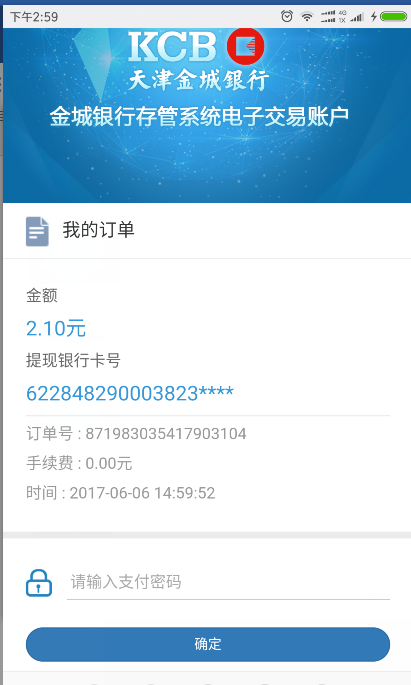 下午2:59
4G
1X
KCB
天津金城銀行
金城银行存管系统电子交易账户
我的订单
金额
2.10元
提现银行卡号
622848290003823****
订单号 : 871983035417903104
手续费 : 0.00元
时间 : 2017-06-06 14:59:52
请输入支付密码
确定